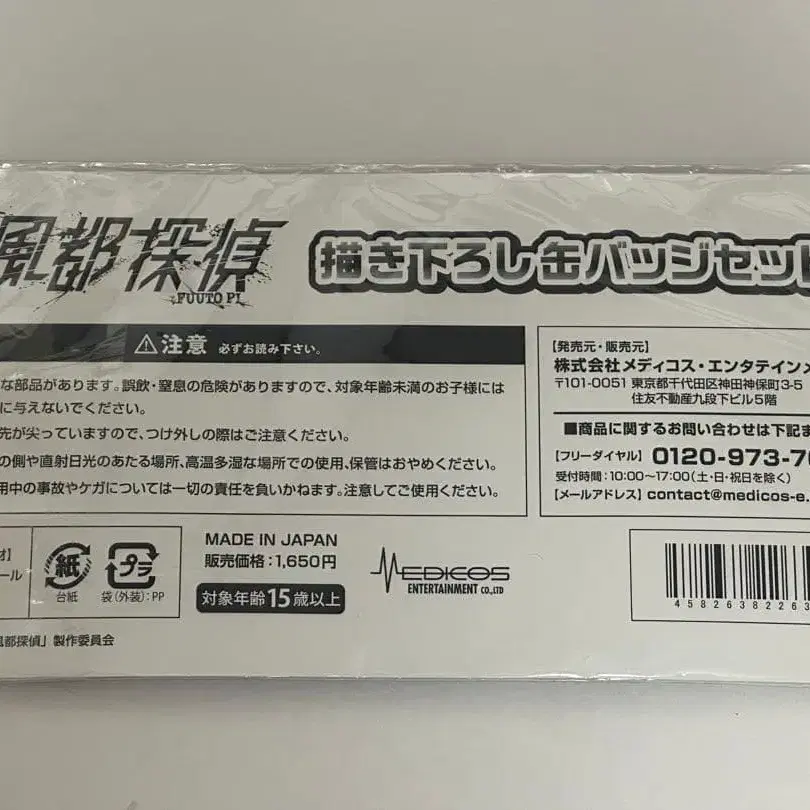 風都探偵
FUUTO PI
描き下ろし缶バッジセット
注意 必ずお読み下さい。
な部品があります。誤飲・窒息の危険がありますので、対象年齢未満のお子様には
に与えないでください。
先が尖っていますので、つけ外しの際はご注意ください。
の側や直射日光のあたる場所、高温多湿な場所での使用、保管はおやめください。
用中の事故やケガについては一切の責任を負いかねます。注意してご使用ください。
【発売元・販売元】
株式会社メディコス・エンタテインメ
〒101-0051 東京都千代田区神田神保町3-5
住友不動産九段下ビル5階
■商品に関するお問い合わせは下記ま
【フリーダイヤル】 0120-973-70
受付時間:10:00〜17:00(土・日・祝日を除く)
【メールアドレス】 contact@medicos-e.
材】
ール
紙
台紙
プラ
袋(外装):PP
MADE IN JAPAN
販売価格:1,650円
対象年齢15歳以上
MEDICOS
ENTERTAINMENT CO.,LTD
4 582638 2263
風都探偵」製作委員会